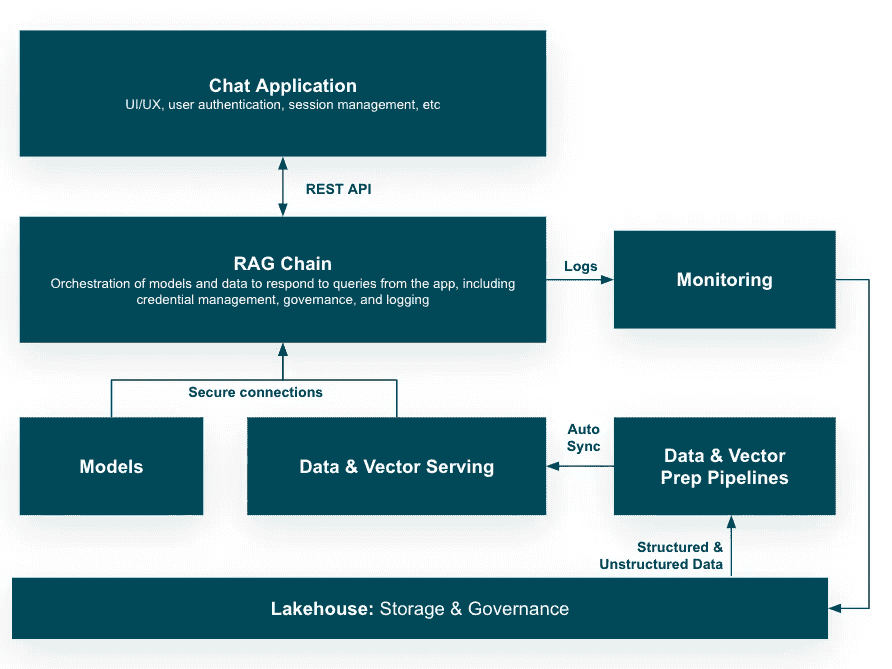 Chat Application
UI/UX, user authentication, session management, etc
REST API
RAG Chain
Orchestration of models and data to respond to queries from the app, including
credential management, governance, and logging
Logs
Monitoring
Secure connections
Models
Data & Vector Serving
Auto
Sync
Data & Vector
Prep Pipelines
Structured &
Unstructured Data
Lakehouse: Storage & Governance